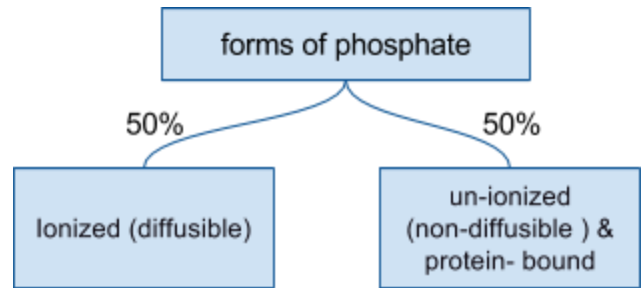 forms of phosphate
50%
50%
Ionized (diffusible)
un-ionized
(non-diffusible ) &
protein- bound